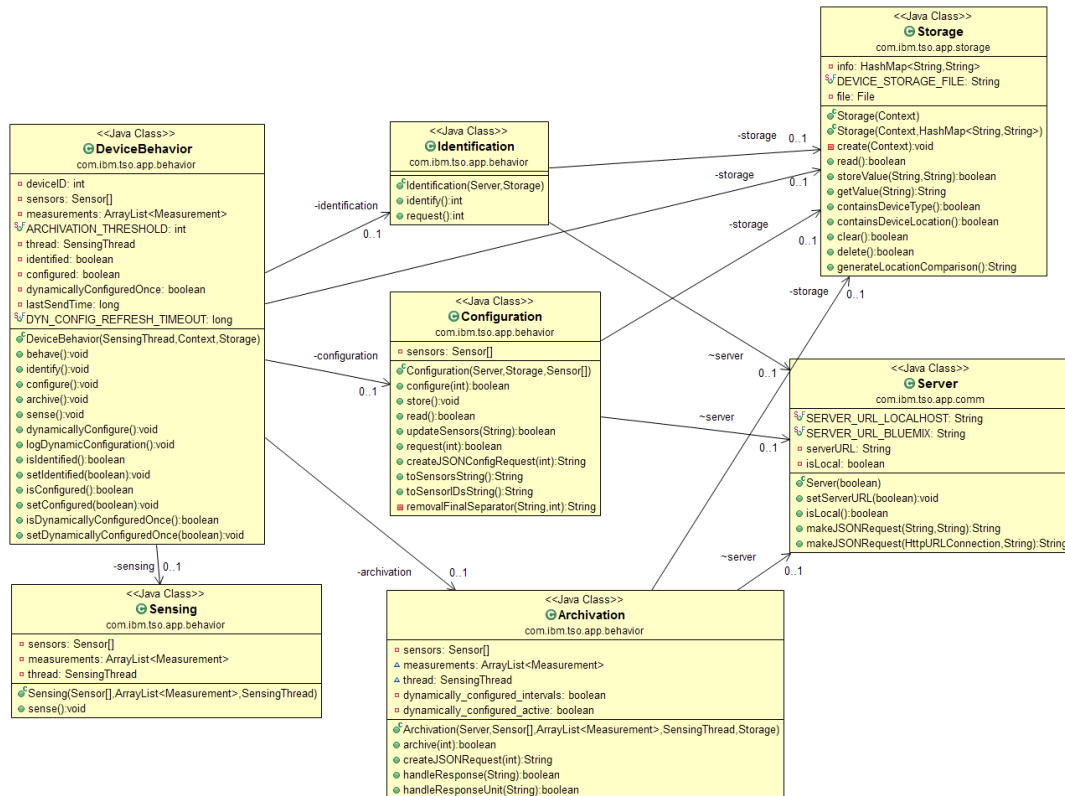 <<Java Class>>
Storage
com.ibm.tso.app.storage
info: HashMap<String,String>
DEVICE_STORAGE_FILE: String
file: File
Storage(Context)
Storage(Context,HashMap<String,String>)
create(Context):void
read():boolean
storeValue(String,String):boolean
getValue(String):String
containsDeviceType():boolean
containsDeviceLocation():boolean
clear():boolean
delete():boolean
generateLocationComparison():String
<<Java Class>>
DeviceBehavior
com.ibm.tso.app.behavior
deviceID: int
sensors: Sensor[]
measurements: ArrayList<Measurement>
ARCHIVATION_THRESHOLD: int
thread: SensingThread
identified: boolean
configured: boolean
dynamicallyConfiguredOnce: boolean
lastSendTime: long
DYN_CONFIG_REFRESH_TIMEOUT: long
DeviceBehavior(SensingThread,Context,Storage)
behave():void
identify():void
configure():void
archive():void
sense():void
dynamicallyConfigure():void
logDynamicConfiguration():void
isIdentified():boolean
setIdentified(boolean):void
isConfigured():boolean
setConfigured(boolean):void
isDynamicallyConfiguredOnce():boolean
setDynamicallyConfiguredOnce(boolean):void
<<Java Class>>
Identification
com.ibm.tso.app.behavior
Identification(Server,Storage)
identify():int
request():int
-identification
0..1
-storage
0..1
-storage
0..1
-storage
0..1
-storage
0..1
<<Java Class>>
Configuration
com.ibm.tso.app.behavior
sensors: Sensor[]
Configuration(Server,Storage,Sensor[])
configure(int):boolean
store():void
read():boolean
updateSensors(String):boolean
request(int):boolean
createJSONConfigRequest(int):String
toSensorsString():String
toSensorIDsString():String
removalFinalSeparator(String,int):String
-configuration
0..1
~server
0..1
~server
0..1
~server
0..1
<<Java Class>>
Server
com.ibm.tso.app.comm
SERVER_URL_LOCALHOST: String
SERVER_URL_BLUEMIX: String
serverURL: String
isLocal: boolean
Server(boolean)
setServerURL(boolean):void
isLocal():boolean
makeJSONRequest(String,String):String
makeJSONRequest(HttpURLConnection,String):String
-sensing
0..1
-archivation
0..1
<<Java Class>>
Sensing
com.ibm.tso.app.behavior
sensors: Sensor[]
measurements: ArrayList<Measurement>
thread: SensingThread
Sensing(Sensor[],ArrayList<Measurement>,SensingThread)
sense():void
<<Java Class>>
Archivation
com.ibm.tso.app.behavior
sensors: Sensor[]
measurements: ArrayList<Measurement>
thread: SensingThread
dynamically_configured_intervals: boolean
dynamically_configured_active: boolean
Archivation(Server,Sensor[],ArrayList<Measurement>,SensingThread,Storage)
archive(int):boolean
createJSONRequest(int):String
handleResponse(String):boolean
handleResponseUnit(String):boolean